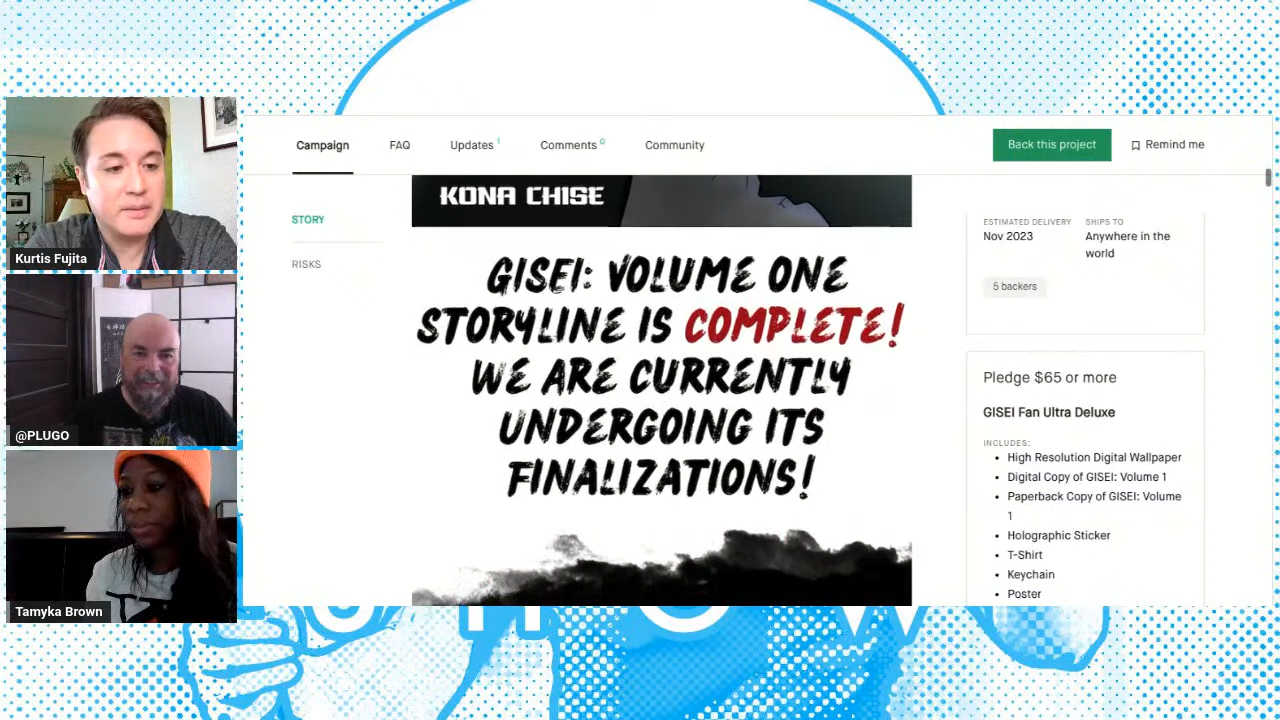 Campaign
FAQ
Updates 1
Comments 0
Community
Back this project
Remind me
STORY
RISKS
KONA CHISE
GISEI: VOLUME ONE
STORYLINE IS COMPLETE!
WE ARE CURRENTLY
UNDERGOING ITS
FINALIZATIONS!
ESTIMATED DELIVERY
Nov 2023
SHIPS TO
Anywhere in the
world
5 backers
Pledge $65 or more
GISEI Fan Ultra Deluxe
INCLUDES:
High Resolution Digital Wallpaper
Digital Copy of GISEI: Volume 1
Paperback Copy of GISEI: Volume
1
Holographic Sticker
T-Shirt
Keychain
Poster
Kurtis Fujita
@PLUGO
Tamyka Brown